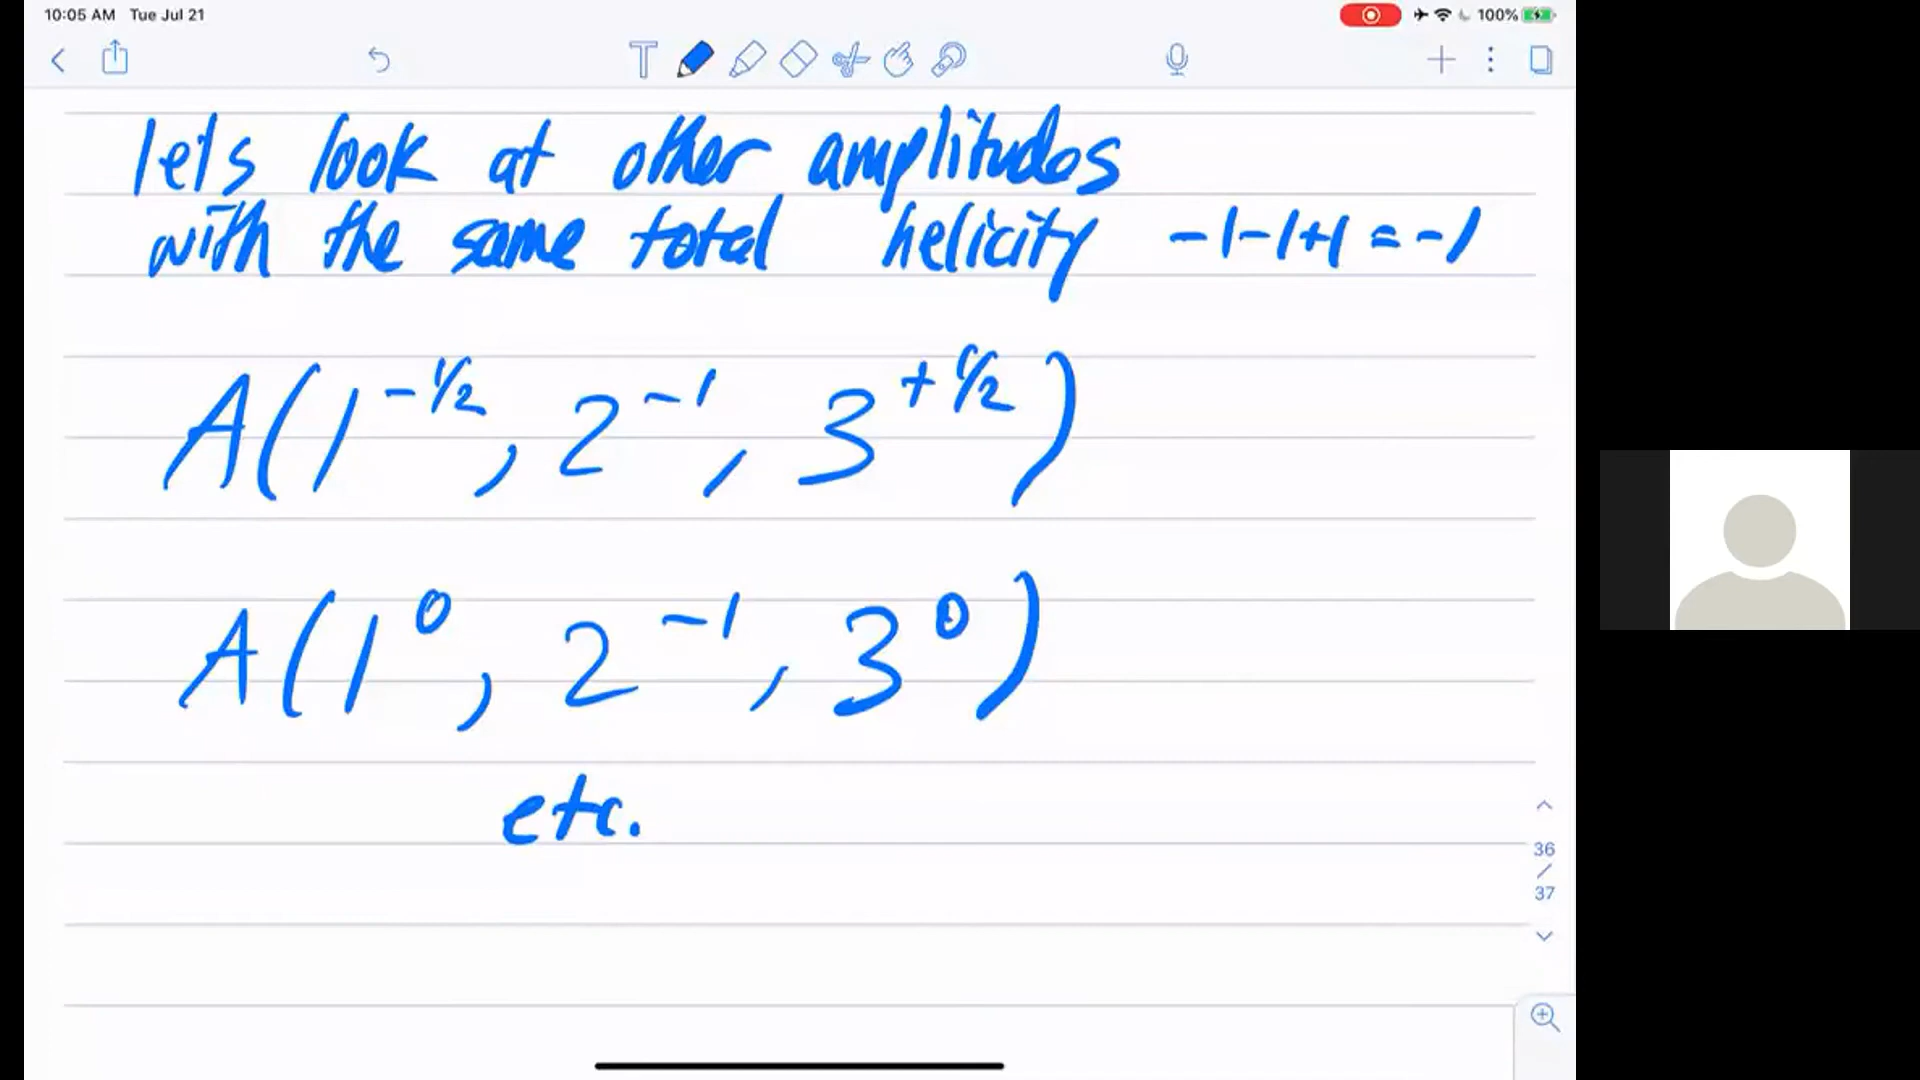 10:05 AM Tue Jul 21
100%
let's look at other amplitudes
with the same total helicity -1-1+1=-1
A(1^{-1/2}, 2^{-1}, 3^{+1/2})
A(1^0, 2^{-1}, 3^0)
etc.
36
/
37